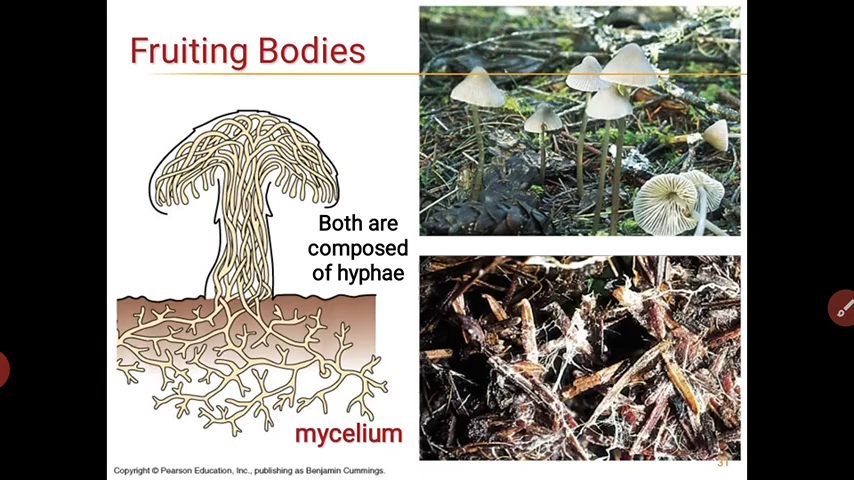 Fruiting Bodies
Both are
composed
of hyphae
mycelium
Copyright © Pearson Education, Inc., publishing as Benjamin Cummings.
31